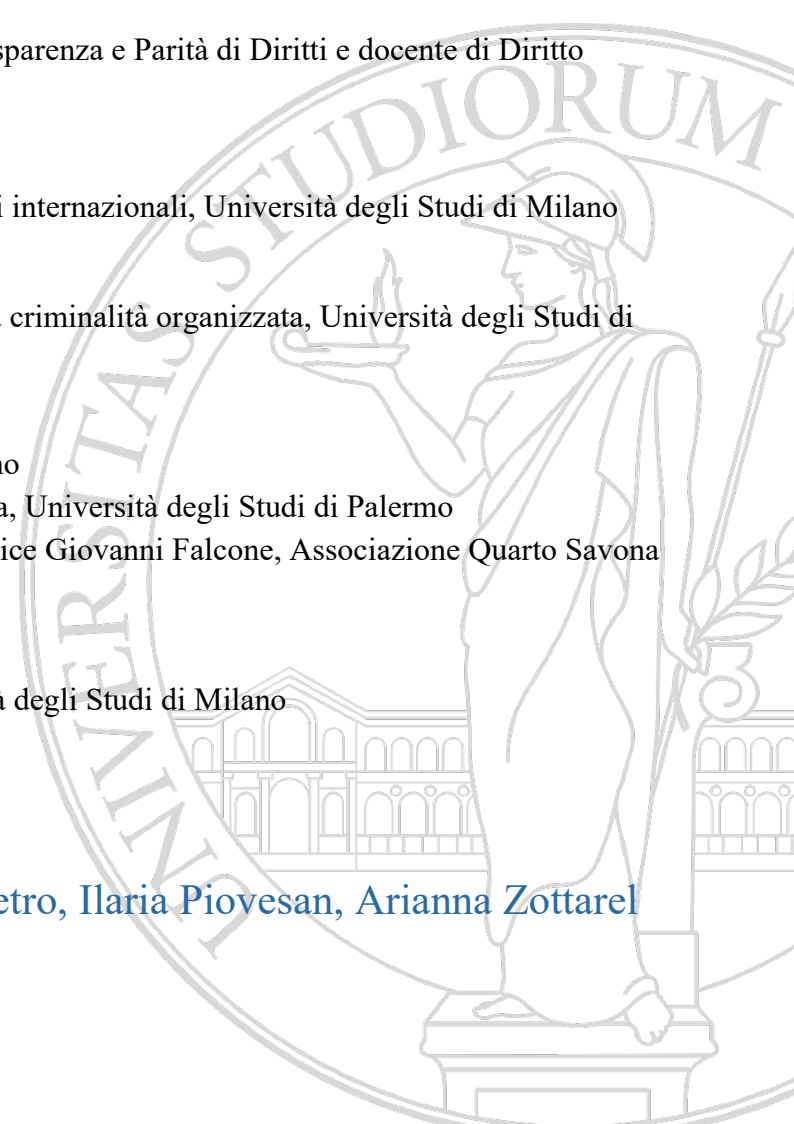 sparenza e Parità di Diritti e docente di Diritto
i internazionali, Università degli Studi di Milano
criminalità organizzata, Università degli Studi di
no
a, Università degli Studi di Palermo
ice Giovanni Falcone, Associazione Quarto Savona
à degli Studi di Milano
etro, Ilaria Piovesan, Arianna Zottarel
UNIVERSITAS STUDIORUM